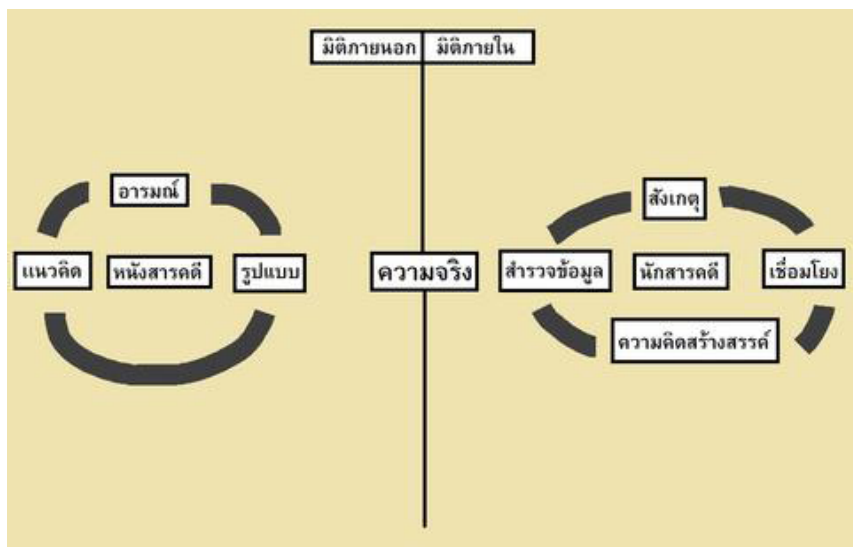 มิติภายนอก มิติภายใน
อารมณ์
แนวคิด หนังสารคดี รูปแบบ
ความจริง
สังเกตุ
สำรวจข้อมูล นักสารคดี เชื่อมโยง
ความคิดสร้างสรรค์